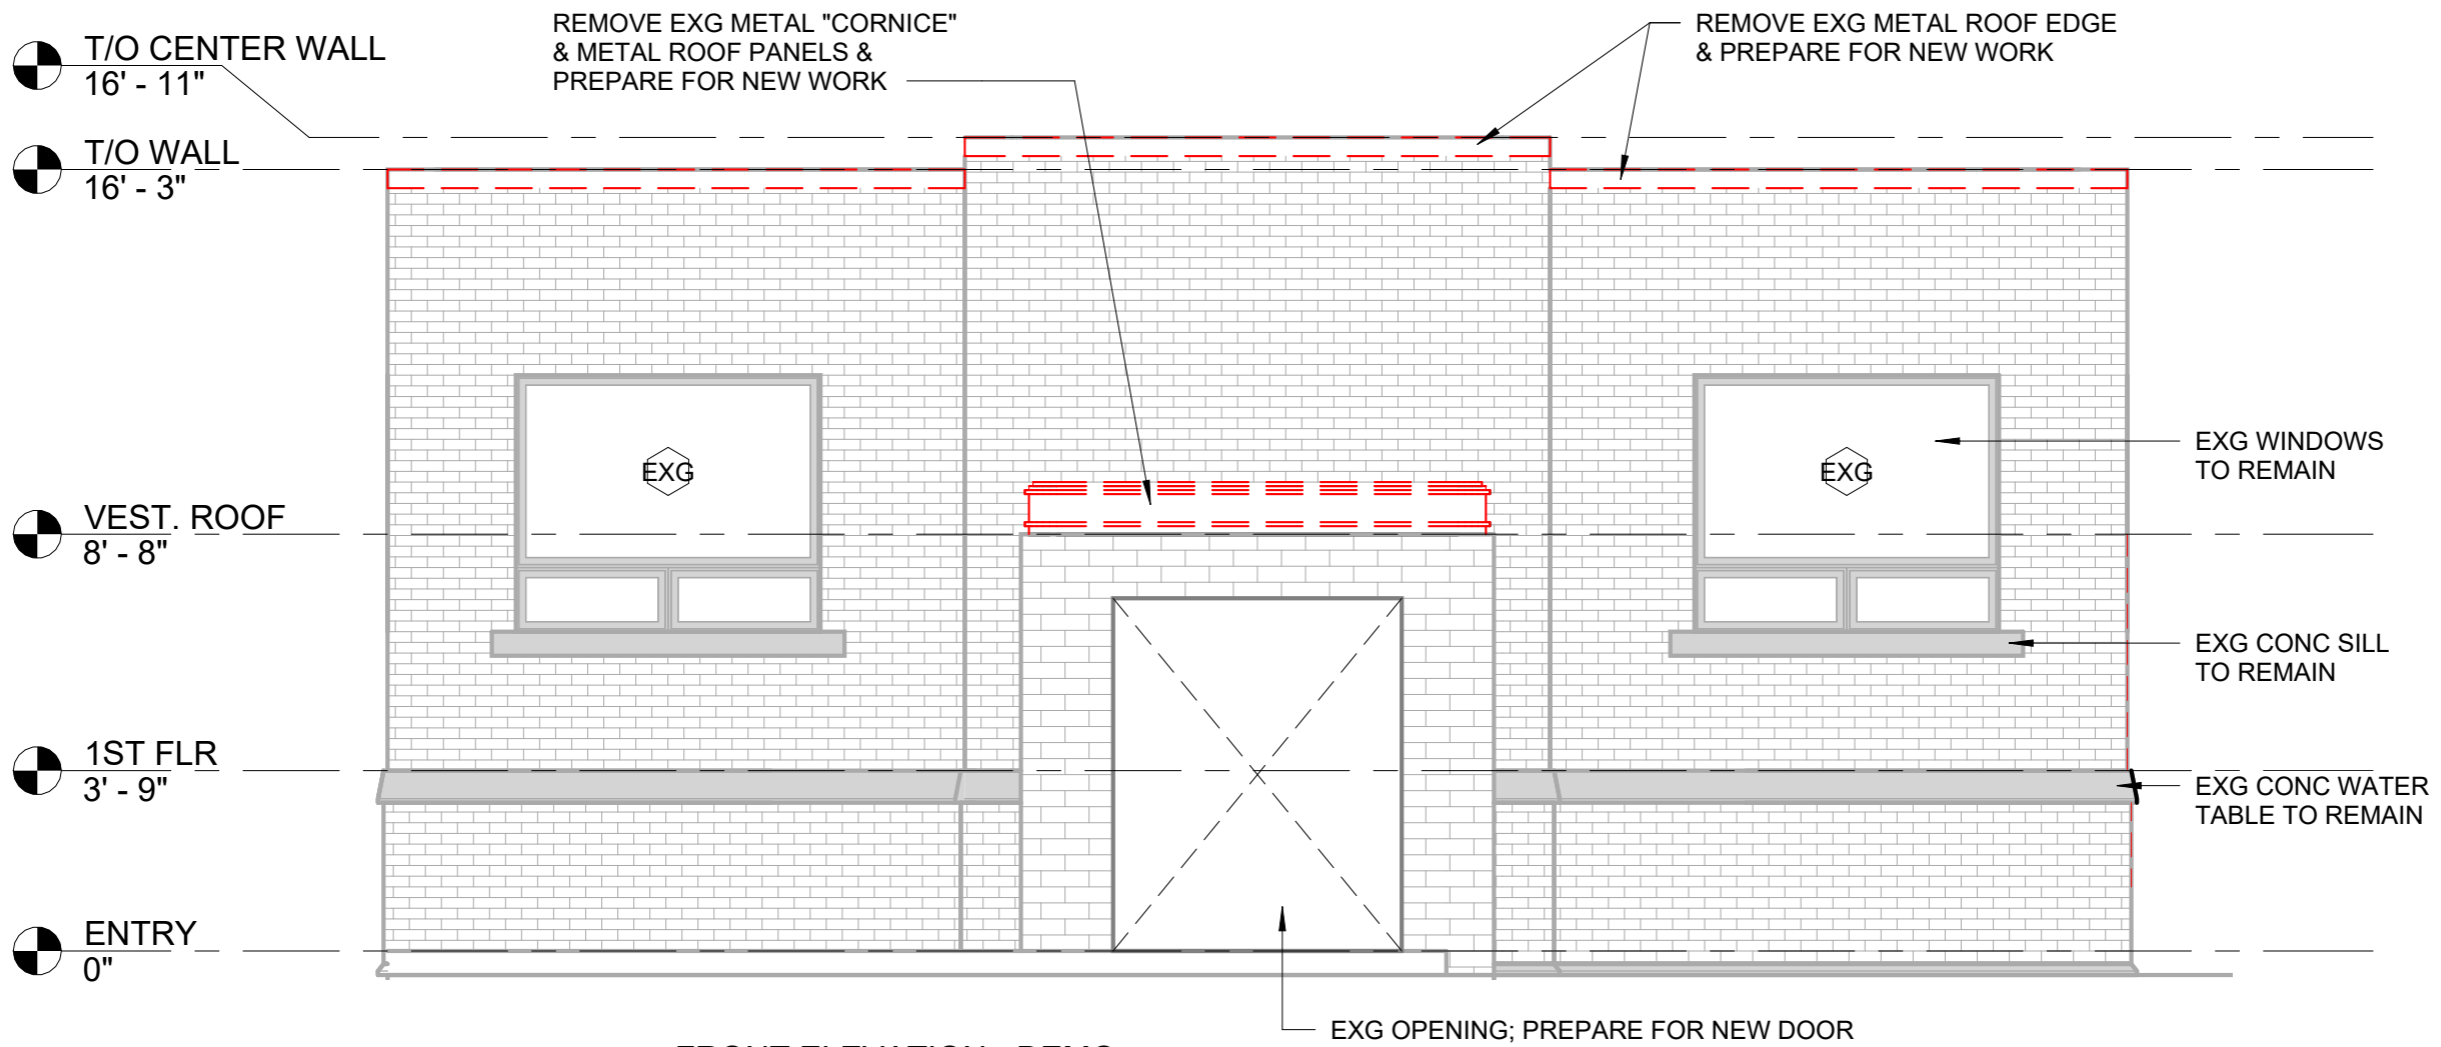 REMOVE EXG METAL "CORNICE"
& METAL ROOF PANELS &
PREPARE FOR NEW WORK
REMOVE EXG METAL ROOF EDGE
& PREPARE FOR NEW WORK
T/O CENTER WALL
16' - 11"
T/O WALL
16' - 3"
EXG
EXG
EXG WINDOWS
TO REMAIN
VEST. ROOF
8' - 8"
EXG CONC SILL
TO REMAIN
1ST FLR
3' - 9"
EXG CONC WATER
TABLE TO REMAIN
ENTRY
0"
EXG OPENING; PREPARE FOR NEW DOOR
FRONT ELEVATION - DEMO